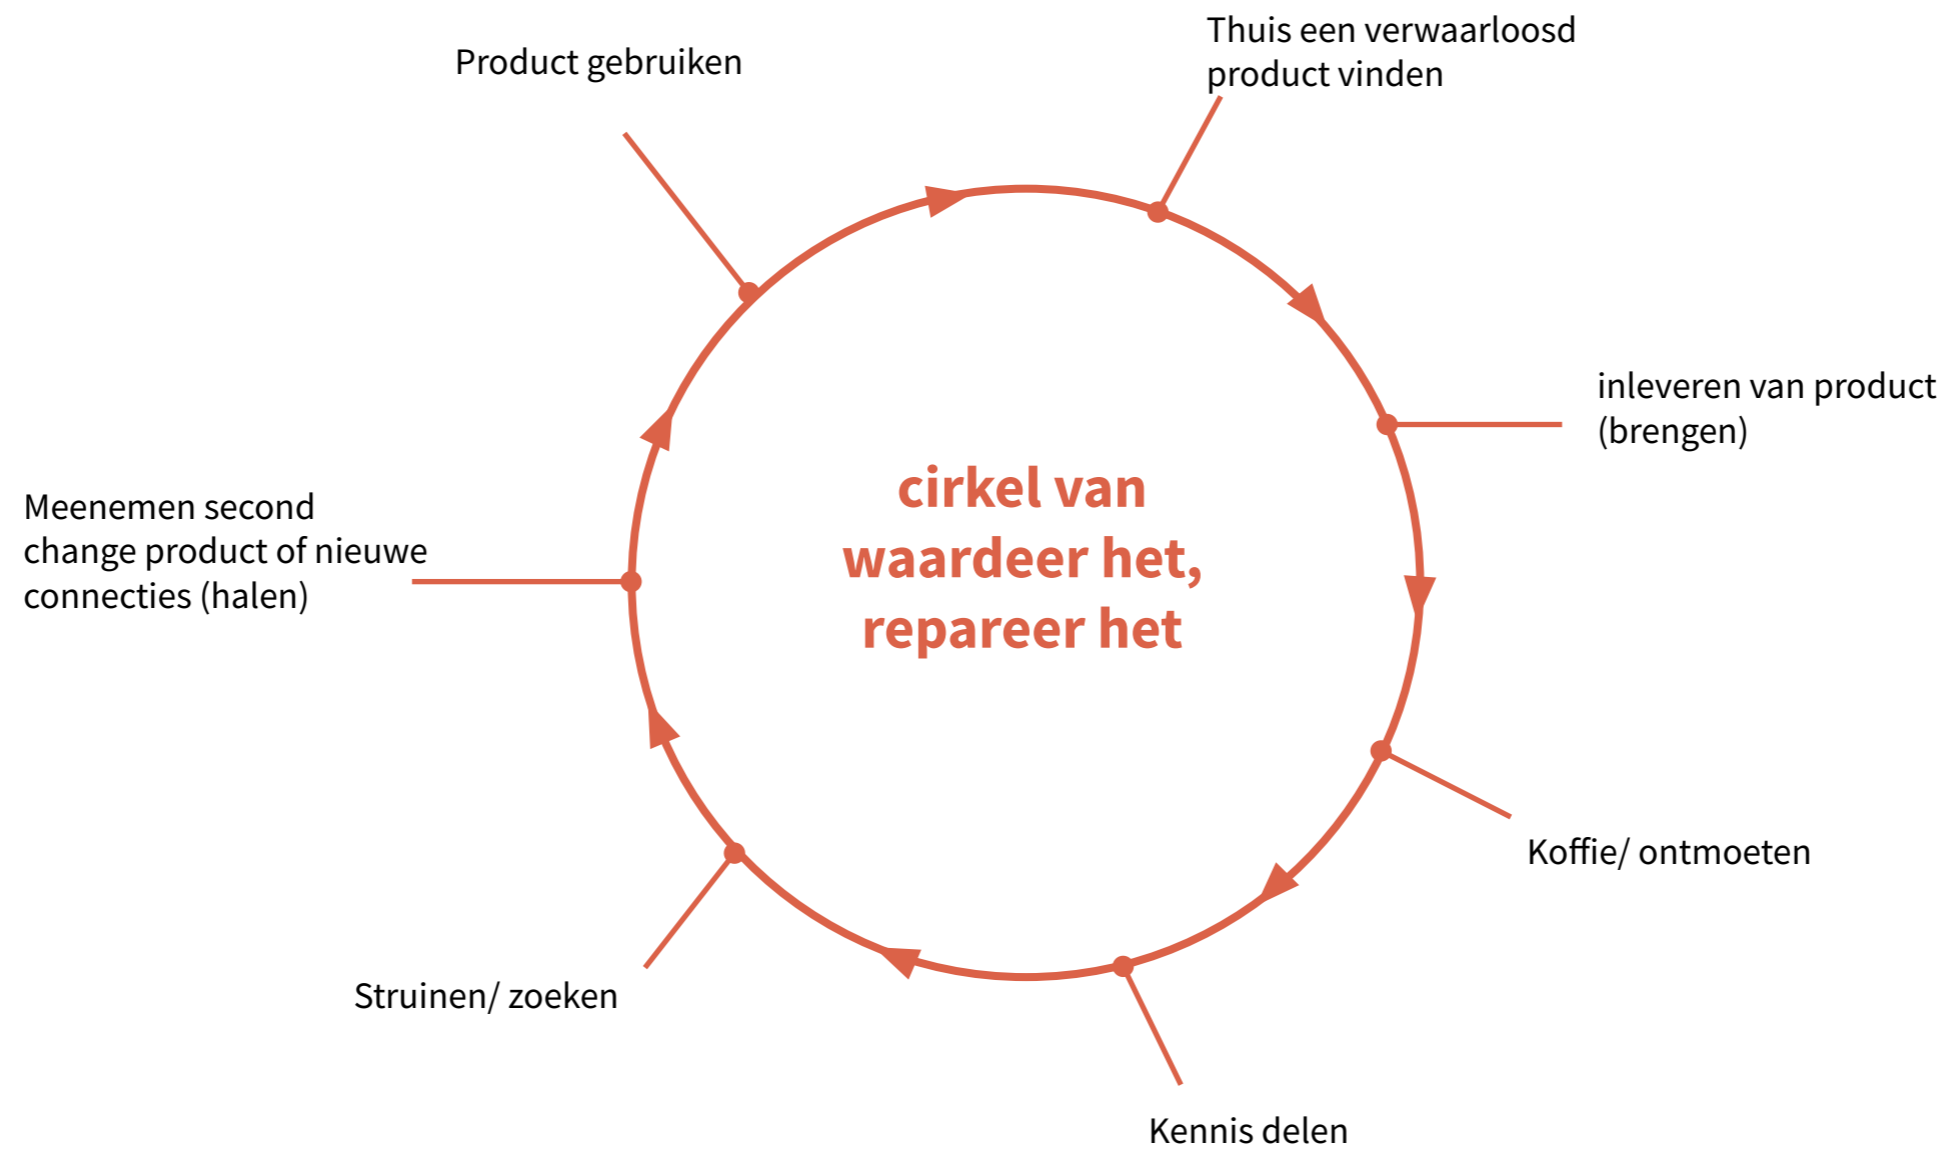 Product gebruiken
Thuis een verwaarloosd
product vinden
inleveren van product
(brengen)
cirkel van
waardeer het,
repareer het
Meenemen second
change product of nieuwe
connecties (halen)
Koffie/ ontmoeten
Struinen/ zoeken
Kennis delen